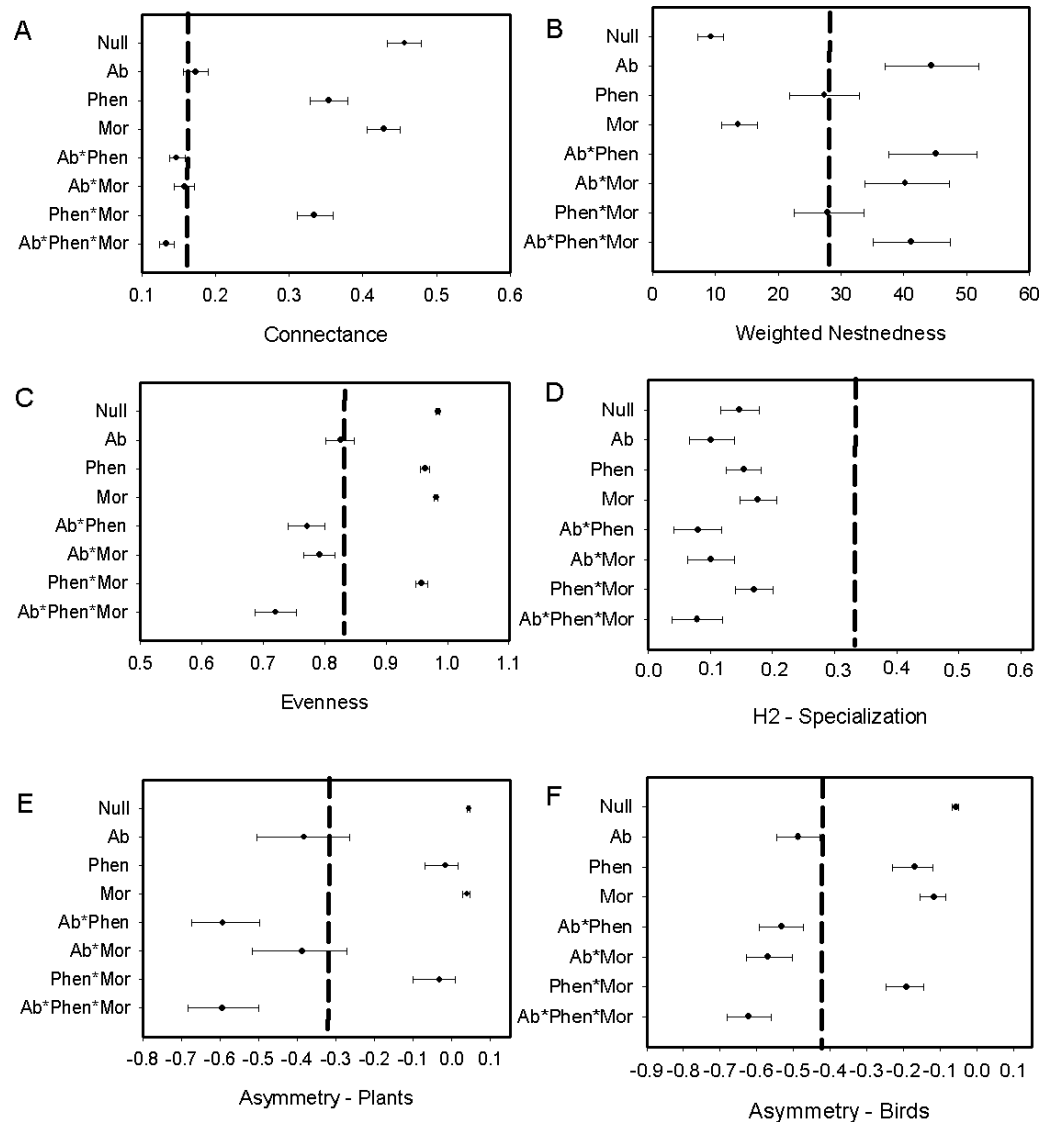 A
Null
Ab
Phen
Mor
Ab*Phen
Ab*Mor
Phen*Mor
Ab*Phen*Mor
0.1 0.2 0.3 0.4 0.5 0.6
Connectance
B
Null
Ab
Phen
Mor
Ab*Phen
Ab*Mor
Phen*Mor
Ab*Phen*Mor
0 10 20 30 40 50 60
Weighted Nestnedness
C
Null
Ab
Phen
Mor
Ab*Phen
Ab*Mor
Phen*Mor
Ab*Phen*Mor
0.5 0.6 0.7 0.8 0.9 1.0 1.1
Evenness
D
Null
Ab
Phen
Mor
Ab*Phen
Ab*Mor
Phen*Mor
Ab*Phen*Mor
0.0 0.1 0.2 0.3 0.4 0.5 0.6
H2 - Specialization
E
Null
Ab
Phen
Mor
Ab*Phen
Ab*Mor
Phen*Mor
Ab*Phen*Mor
-0.8 -0.7 -0.6 -0.5 -0.4 -0.3 -0.2 -0.1 0.0 0.1
Asymmetry - Plants
F
Null
Ab
Phen
Mor
Ab*Phen
Ab*Mor
Phen*Mor
Ab*Phen*Mor
-0.9 -0.8 -0.7 -0.6 -0.5 -0.4 -0.3 -0.2 -0.1 0.0 0.1
Asymmetry - Birds